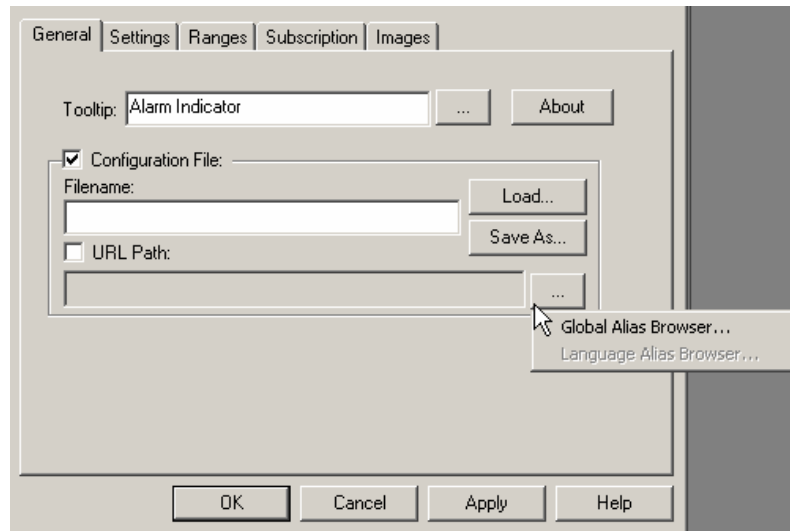 General Settings Ranges Subscription Images
Tooltip: Alarm Indicator ... About
Configuration File:
Filename:
Load...
Save As...
URL Path:
...
Global Alias Browser...
Language Alias Browser...
OK Cancel Apply Help